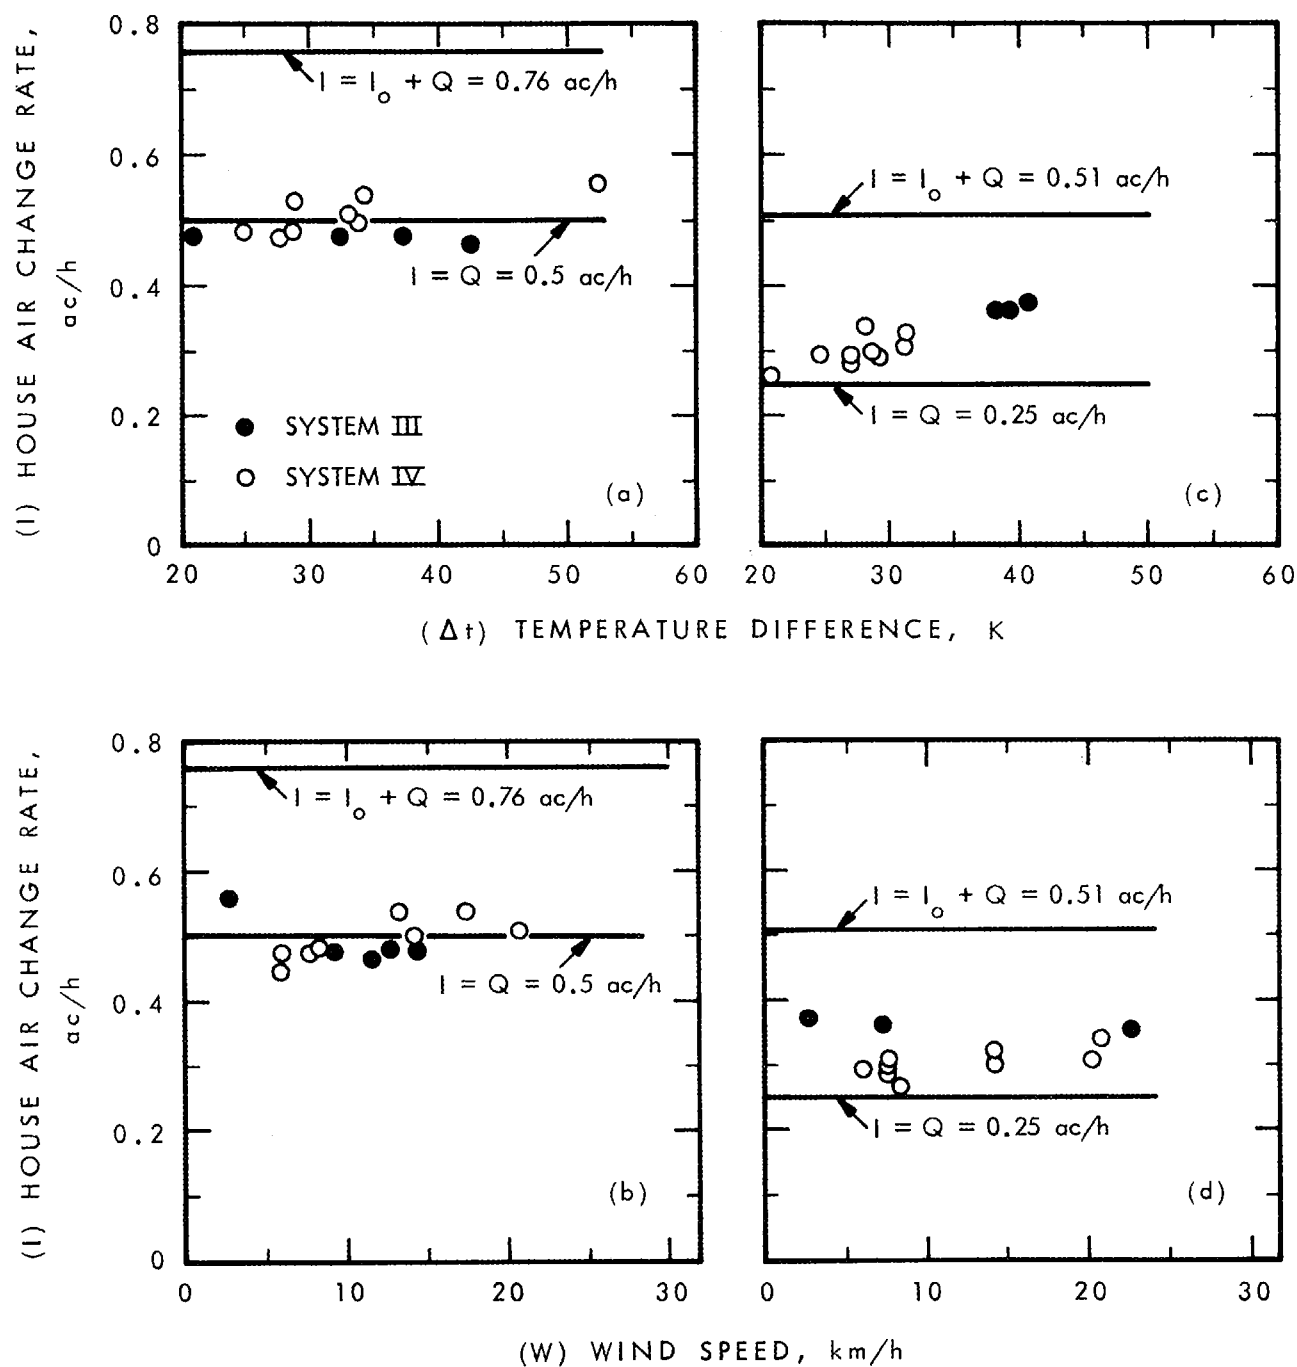 (I) HOUSE AIR CHANGE RATE,
ac/h
0.8
0.6
0.4
0.2
0
I = Io + Q = 0.76 ac/h
I = Q = 0.5 ac/h
● SYSTEM III
○ SYSTEM IV
(a)
20 30 40 50 60
I = Io + Q = 0.51 ac/h
I = Q = 0.25 ac/h
(c)
20 30 40 50 60
(Δt) TEMPERATURE DIFFERENCE, K
(I) HOUSE AIR CHANGE RATE,
ac/h
0.8
0.6
0.4
0.2
0
I = Io + Q = 0.76 ac/h
I = Q = 0.5 ac/h
(b)
0 10 20 30
I = Io + Q = 0.51 ac/h
I = Q = 0.25 ac/h
(d)
0 10 20 30
(W) WIND SPEED, km/h